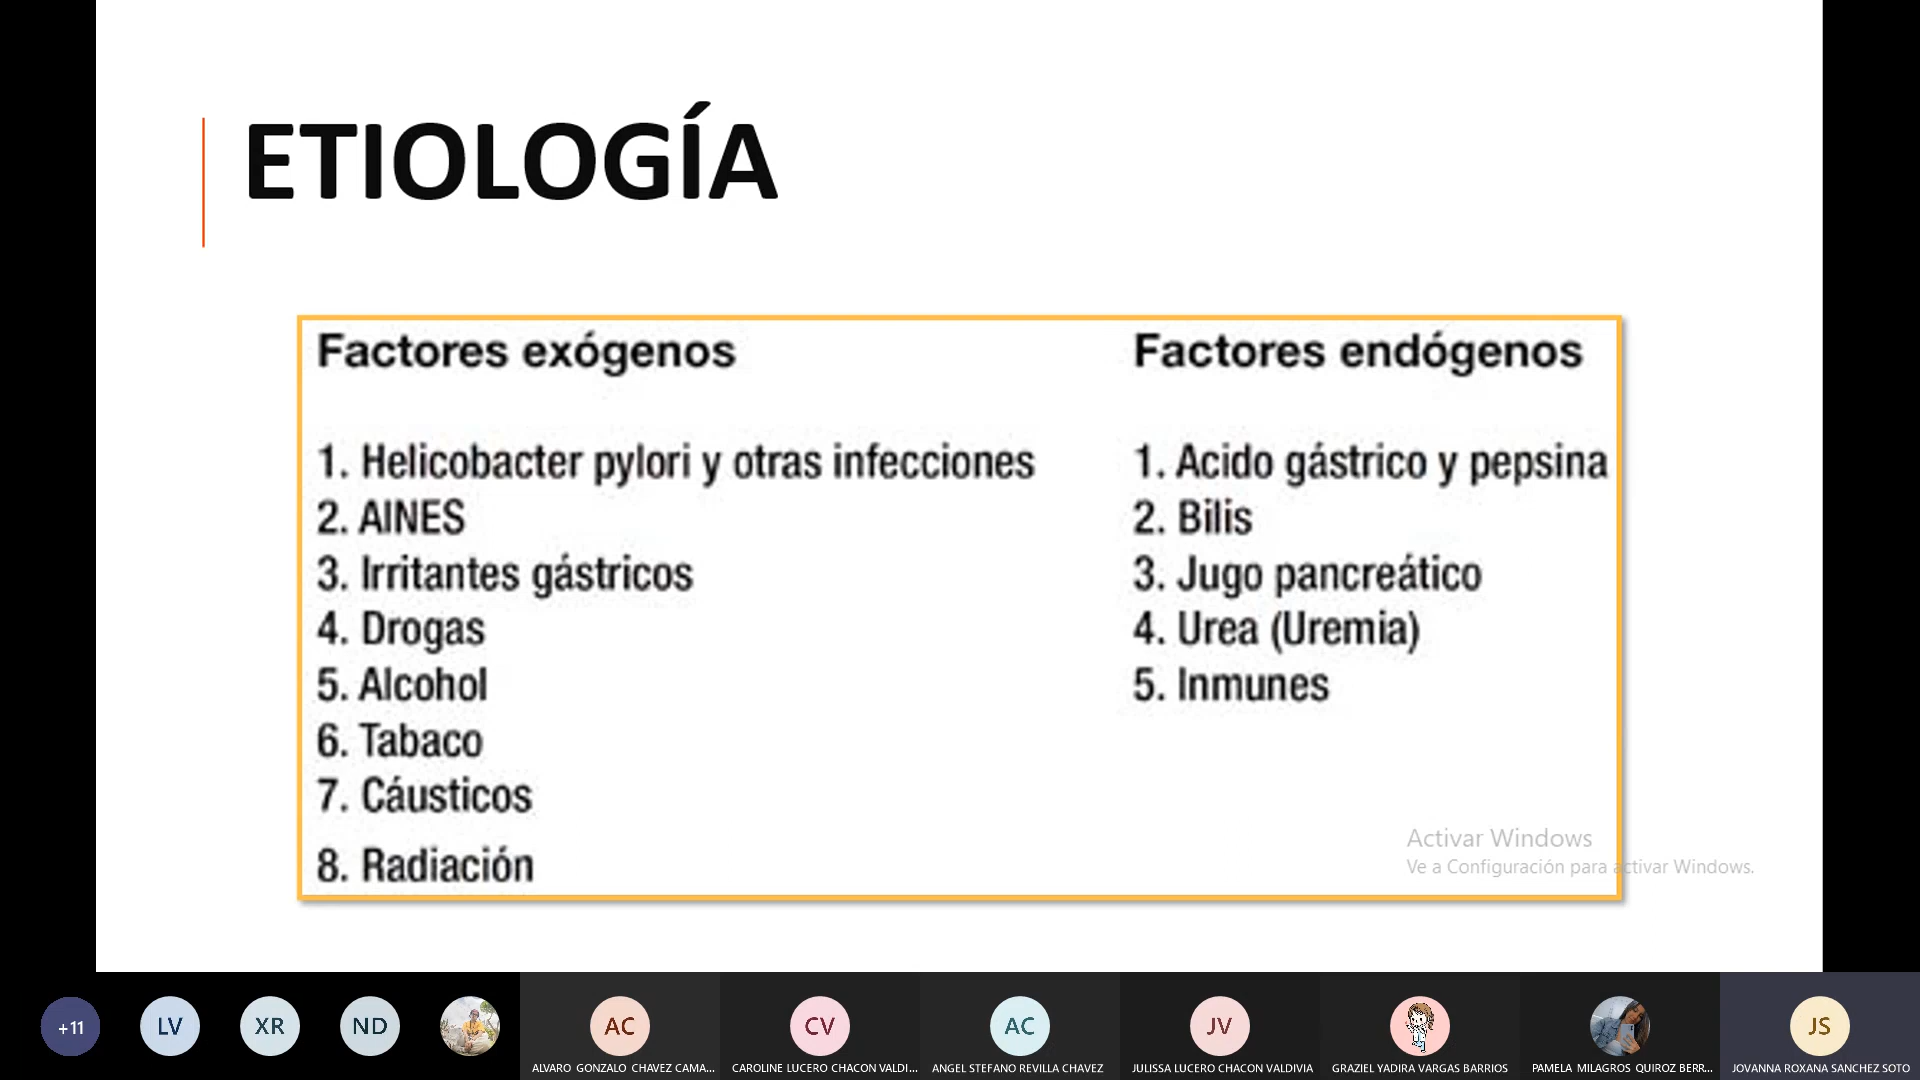 ETIOLOGÍA
Factores exógenos
1. Helicobacter pylori y otras infecciones
2. AINES
3. Irritantes gástricos
4. Drogas
5. Alcohol
6. Tabaco
7. Cáusticos
8. Radiación
Factores endógenos
1. Acido gástrico y pepsina
2. Bilis
3. Jugo pancreático
4. Urea (Uremia)
5. Inmunes
Activar Windows
Ve a Configuración para activar Windows.
+11
LV
XR
ND
AC
ALVARO GONZALO CHAVEZ CAMA...
CV
CAROLINE LUCERO CHACON VALDI...
AC
ANGEL STEFANO REVILLA CHAVEZ
JV
JULISSA LUCERO CHACON VALDIVIA
GRAZIEL YADIRA VARGAS BARRIOS
PAMELA MILAGROS QUIROZ BERR...
JS
JOVANNA ROXANA SANCHEZ SOTO